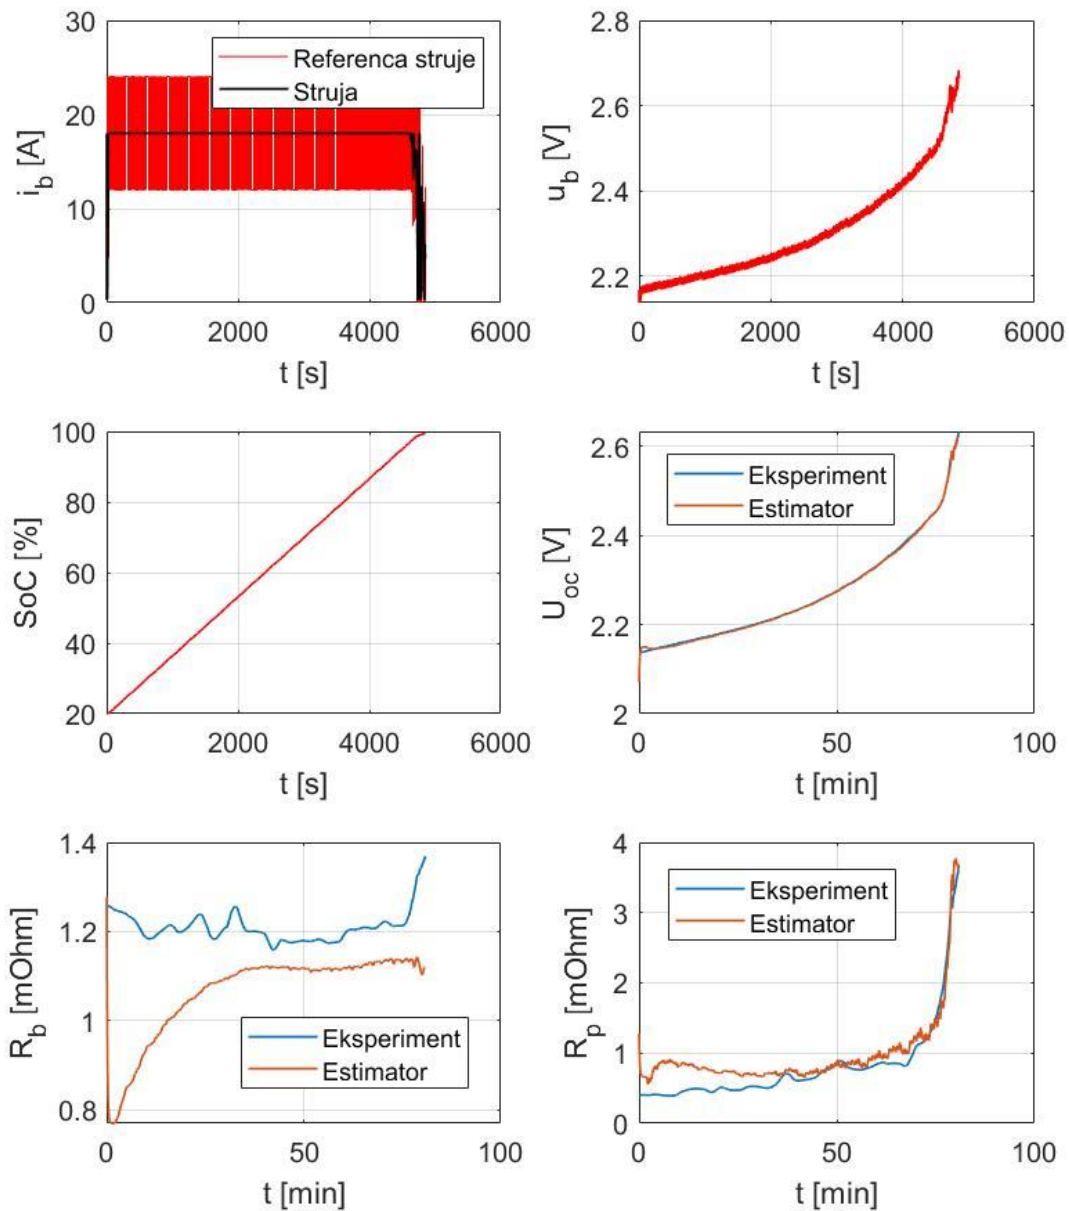 30
20
10
0
i_b [A]
Referenca struje
Struja
0 2000 4000 6000
t [s]
2.8
2.6
2.4
2.2
u_b [V]
0 2000 4000 6000
t [s]
100
80
60
40
20
SoC [%]
0 2000 4000 6000
t [s]
2.6
2.4
2.2
2
U_oc [V]
Eksperiment
Estimator
0 50 100
t [min]
1.4
1.2
1
0.8
R_b [mOhm]
Eksperiment
Estimator
0 50 100
t [min]
4
3
2
1
0
R_p [mOhm]
Eksperiment
Estimator
0 50 100
t [min]